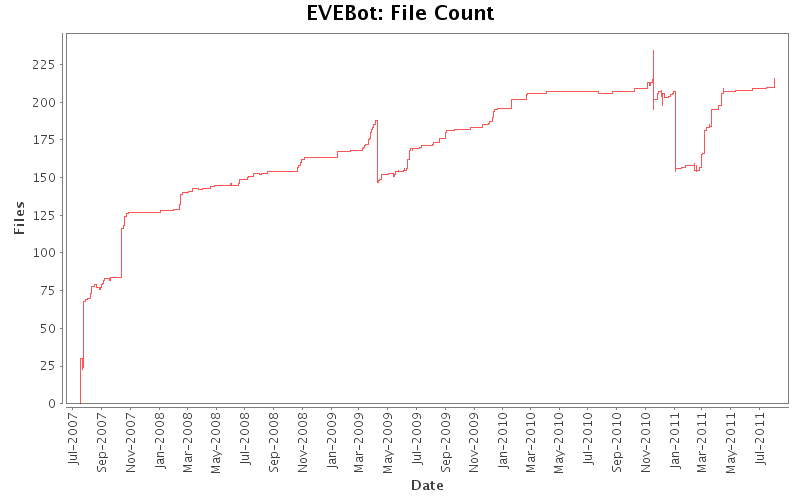 EVEBot: File Count
Files
225
200
175
150
125
100
75
50
25
0
Jul-2007
Sep-2007
Nov-2007
Jan-2008
Mar-2008
May-2008
Jul-2008
Sep-2008
Nov-2008
Jan-2009
Mar-2009
May-2009
Jul-2009
Sep-2009
Nov-2009
Jan-2010
Mar-2010
May-2010
Jul-2010
Sep-2010
Nov-2010
Jan-2011
Mar-2011
May-2011
Jul-2011
Date